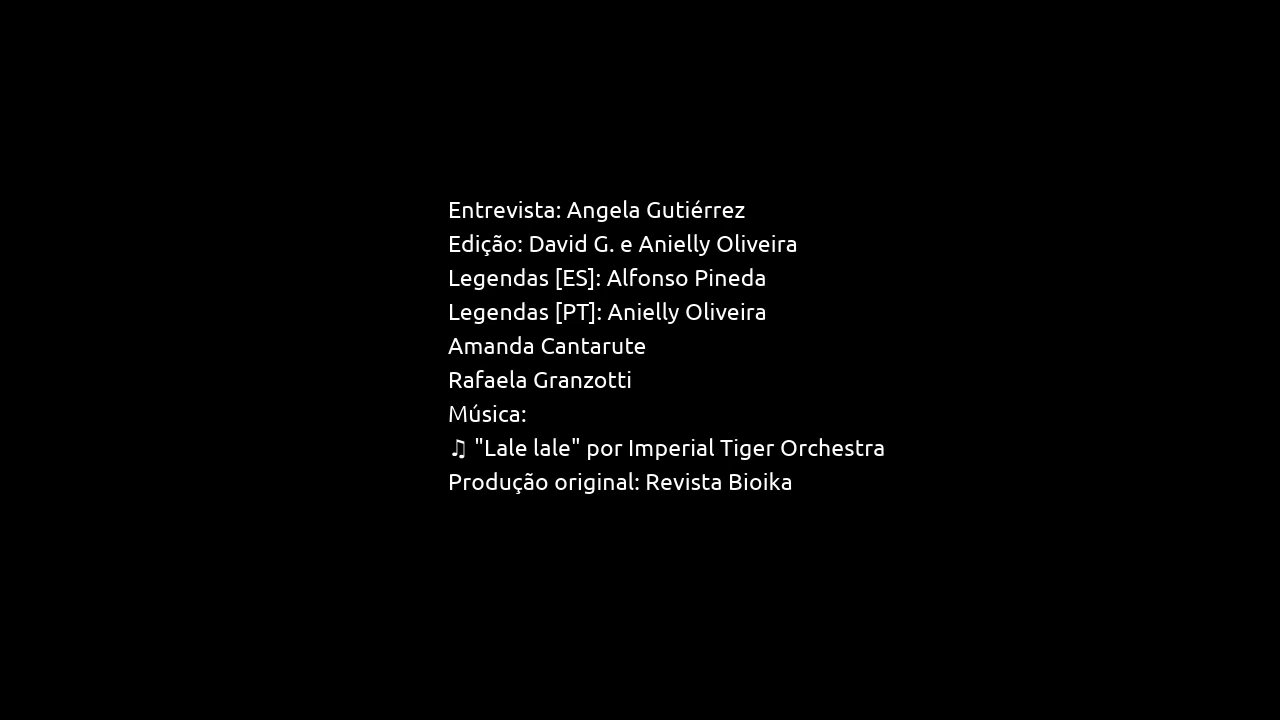 Entrevista: Angela Gutiérrez
Edição: David G. e Anielly Oliveira
Legendas [ES]: Alfonso Pineda
Legendas [PT]: Anielly Oliveira
Amanda Cantarute
Rafaela Granzotti
Música:
♫ "Lale lale" por Imperial Tiger Orchestra
Produção original: Revista Bioika